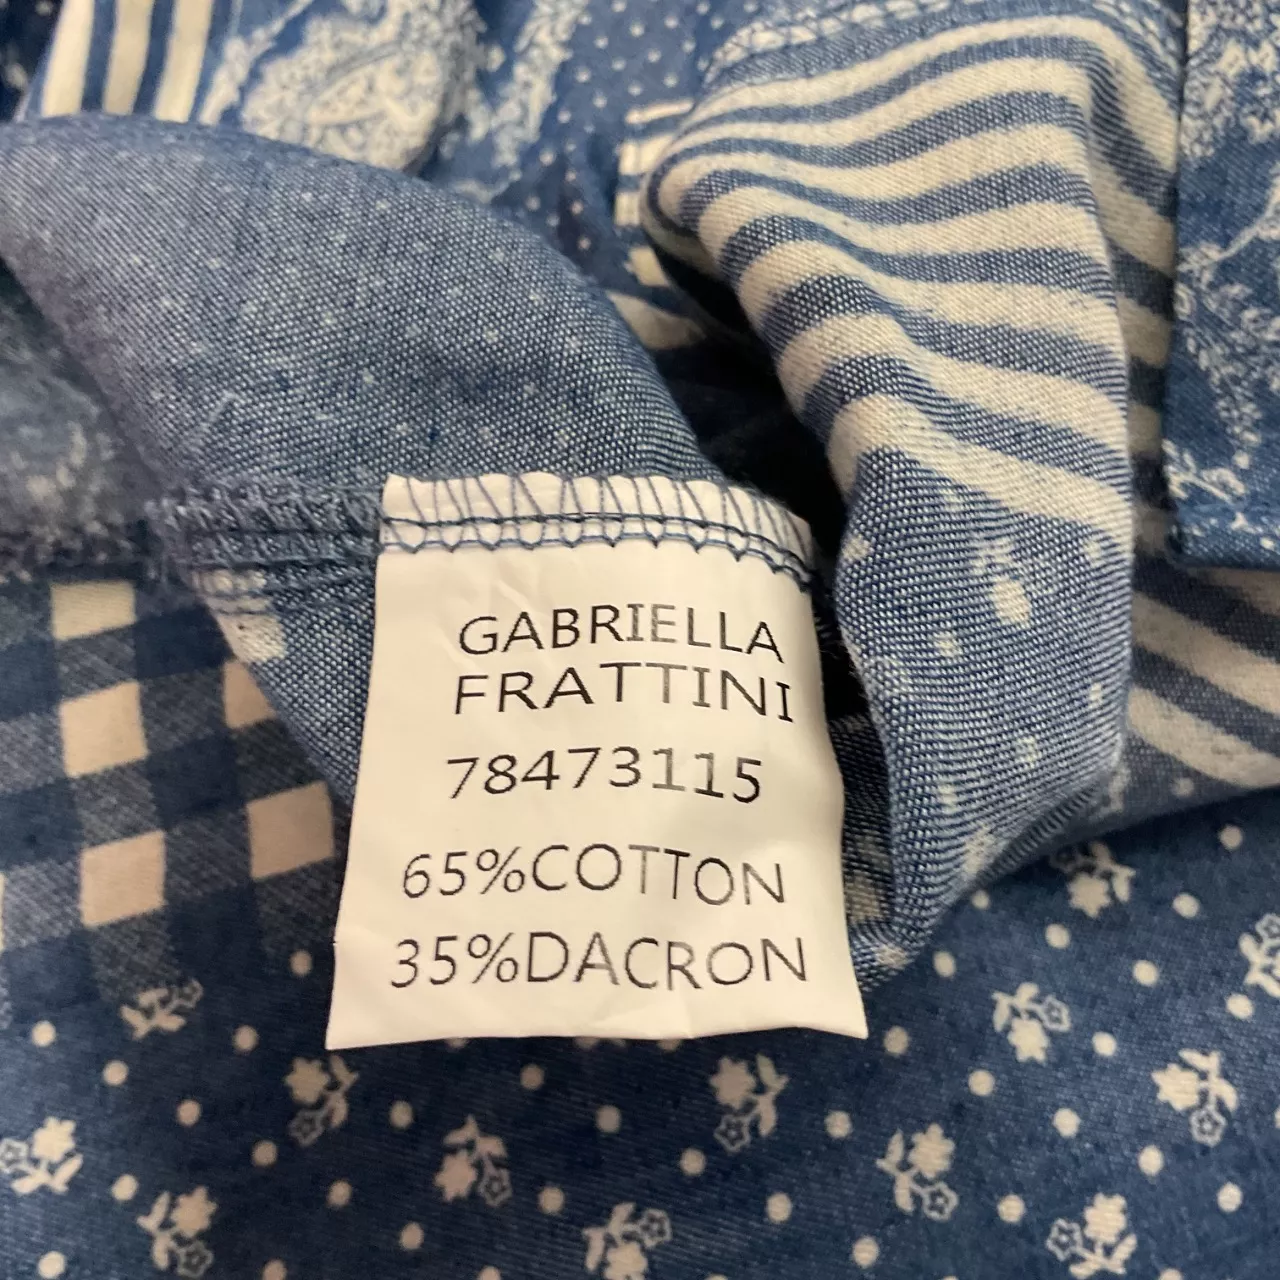 GABRIELLA
FRATTINI
78473115
65%COTTON
35%DACRON